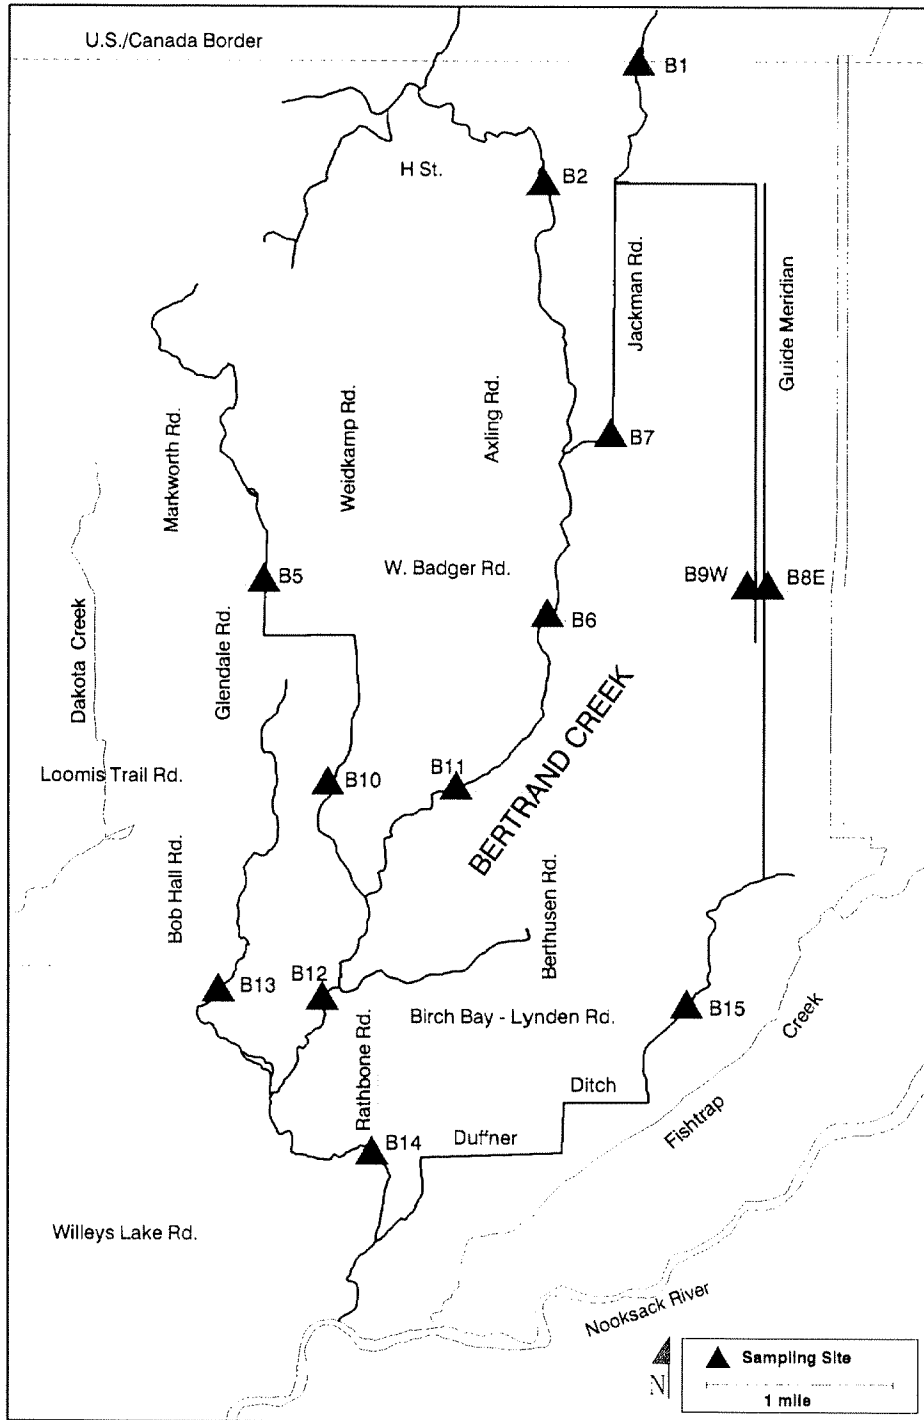 U.S./Canada Border
B1
H St.
B2
Jackman Rd.
Guide Meridian
Markworth Rd.
Weidkamp Rd.
Axling Rd.
B7
B5
W. Badger Rd.
B9W
B8E
B6
Dakota Creek
Glendale Rd.
BERTRAND CREEK
Loomis Trail Rd.
B10
B11
Bob Hall Rd.
Berthusen Rd.
B13
B12
Rathbone Rd.
Birch Bay - Lynden Rd.
B15
Ditch
Duffner
Fishtrap
Creek
B14
Willeys Lake Rd.
Nooksack River
N
Sampling Site
1 mile